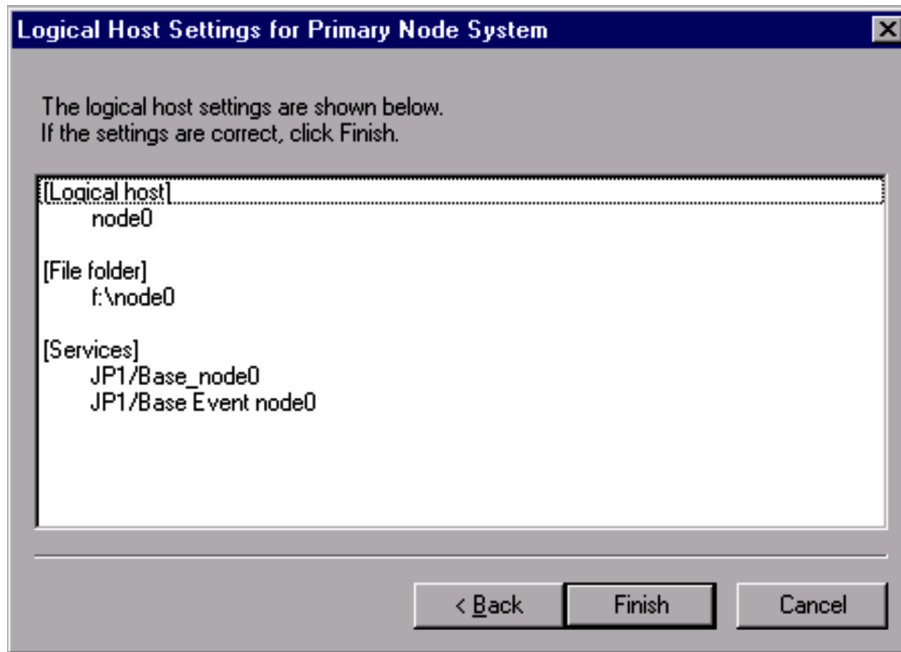 Logical Host Settings for Primary Node System
The logical host settings are shown below.
If the settings are correct, click Finish.
[Logical host]
node0
[File folder]
f:\node0
[Services]
JP1/Base_node0
JP1/Base Event node0
< Back
Finish
Cancel